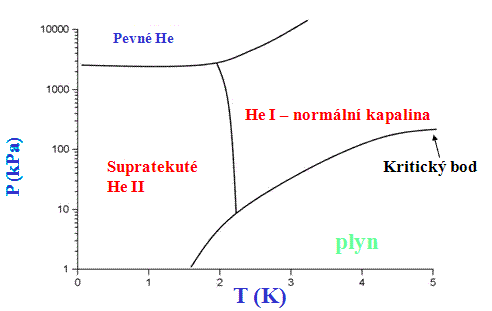 10000
Pevné He
1000
He I – normální kapalina
P (kPa)
100
Supratekuté
He II
Kritický bod
10
plyn
1
0
1
2
3
4
5
T (K)